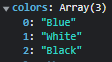 ▾colors: Array(3)
0: "Blue"
1: "White"
2: "Black"